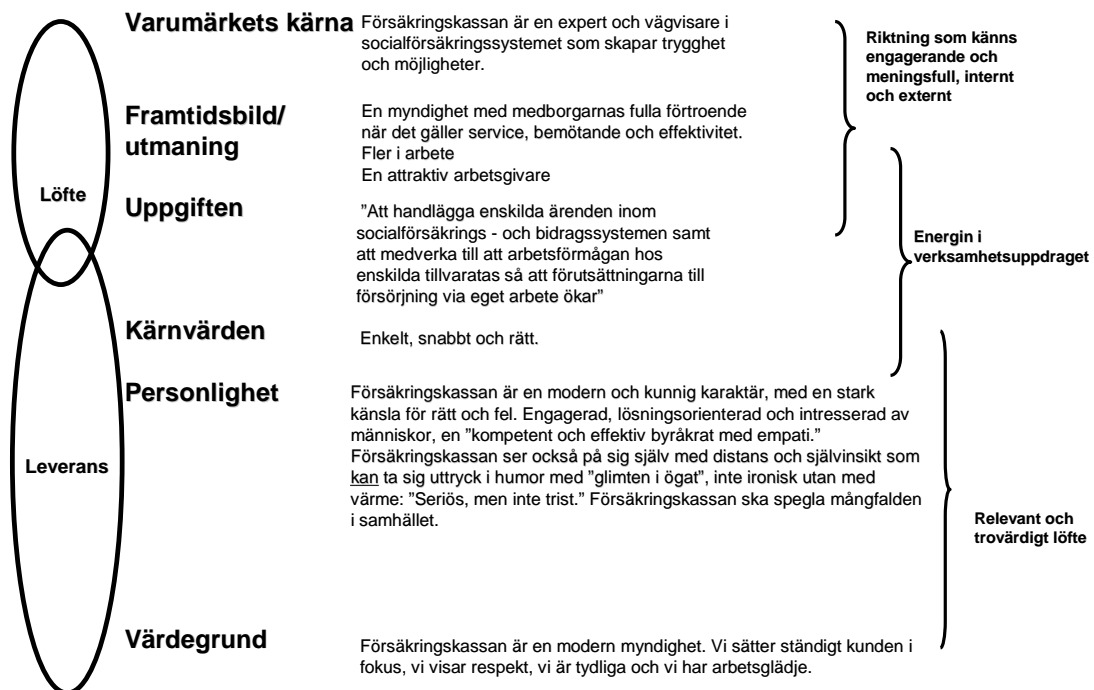 Varumärkets kärna
Försäkringskassan är en expert och vägvisare i
socialförsäkringssystemet som skapar trygghet
och möjligheter.
Riktning som känns
engagerande och
meningsfull, internt
och externt
Framtidsbild/
utmaning
En myndighet med medborgarnas fulla förtroende
när det gäller service, bemötande och effektivitet.
Fler i arbete
En attraktiv arbetsgivare
Löfte
Uppgiften
”Att handlägga enskilda ärenden inom
socialförsäkrings - och bidragssystemen samt
att medverka till att arbetsförmågan hos
enskilda tillvaratas så att förutsättningarna till
försörjning via eget arbete ökar”
Energin i
verksamhetsuppdraget
Kärnvärden
Enkelt, snabbt och rätt.
Personlighet
Försäkringskassan är en modern och kunnig karaktär, med en stark
känsla för rätt och fel. Engagerad, lösningsorienterad och intresserad av
människor, en ”kompetent och effektiv byråkrat med empati.”
Försäkringskassan ser också på sig själv med distans och självinsikt som
kan ta sig uttryck i humor med ”glimten i ögat”, inte ironisk utan med
värme: ”Seriös, men inte trist.” Försäkringskassan ska spegla mångfalden
i samhället.
Leverans
Relevant och
trovärdigt löfte
Värdegrund
Försäkringskassan är en modern myndighet. Vi sätter ständigt kunden i
fokus, vi visar respekt, vi är tydliga och vi har arbetsglädje.